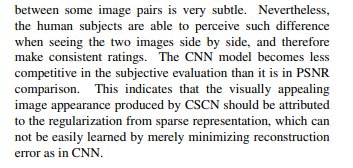 between some image pairs is very subtle. Nevertheless,
the human subjects are able to perceive such difference
when seeing the two images side by side, and therefore
make consistent ratings. The CNN model becomes less
competitive in the subjective evaluation than it is in PSNR
comparison. This indicates that the visually appealing
image appearance produced by CSCN should be attributed
to the regularization from sparse representation, which can
not be easily learned by merely minimizing reconstruction
error as in CNN.